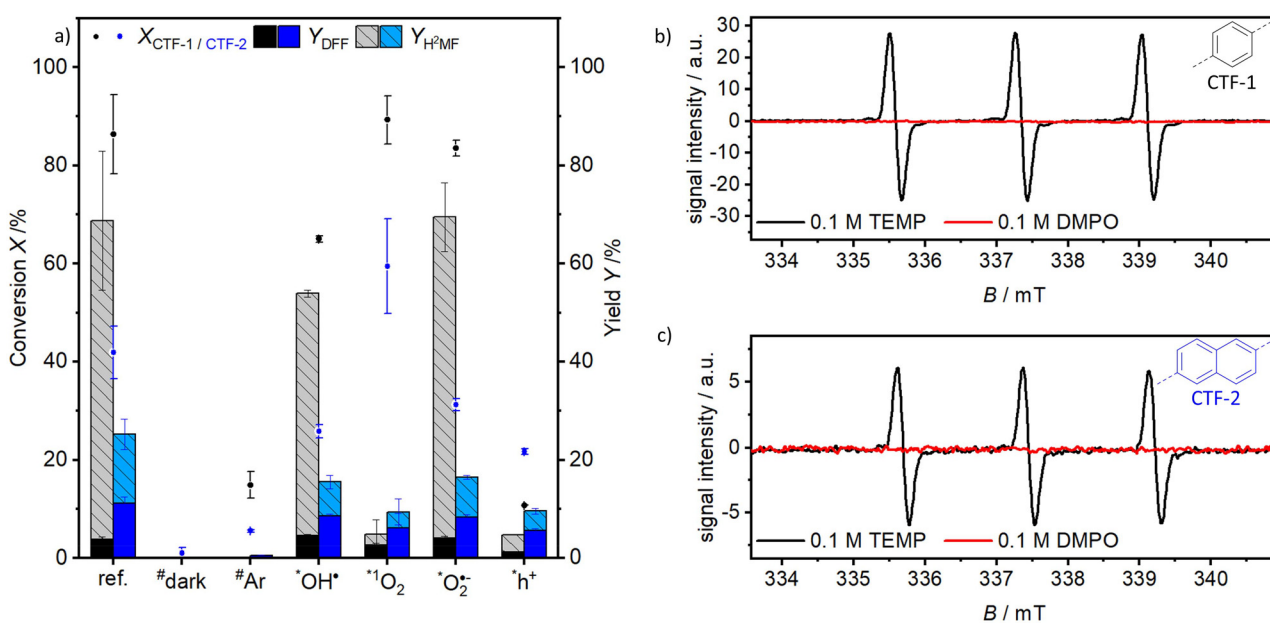 a)
X CTF-1 / CTF-2 Y DFF Y H²MF
100 100
80 80
60 60
40 40
20 20
0 0
Conversion X /%
Yield Y /%
ref. #dark #Ar *OH• *¹O₂ *O₂•⁻ *h⁺
b)
30
20
10
0
-10
-20
-30
signal intensity / a.u.
CTF-1
0.1 M TEMP 0.1 M DMPO
334 335 336 337 338 339 340
B / mT
c)
5
0
-5
signal intensity / a.u.
CTF-2
0.1 M TEMP 0.1 M DMPO
334 335 336 337 338 339 340
B / mT